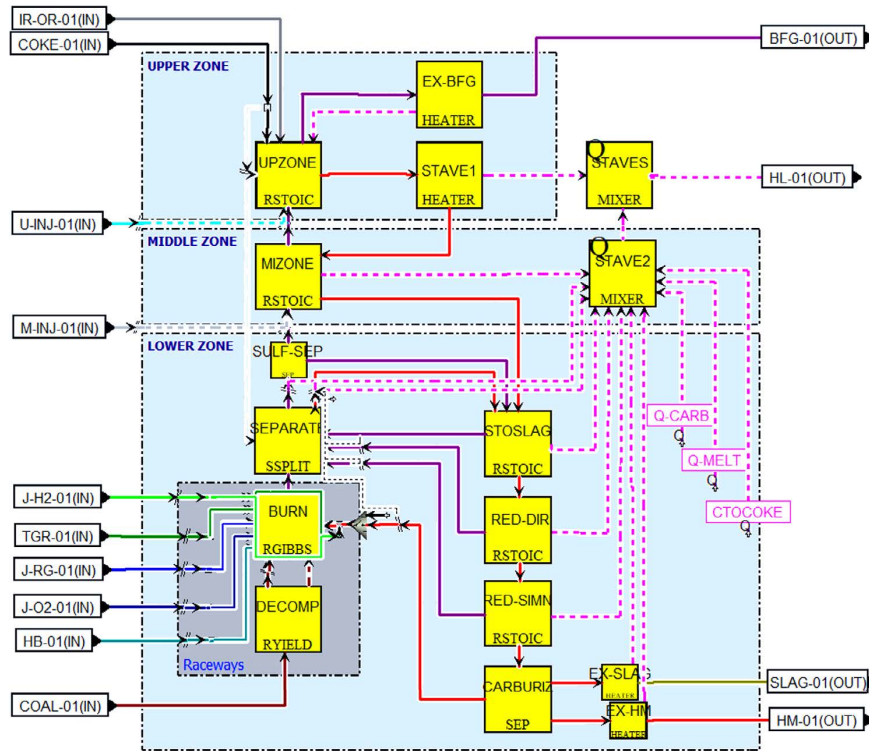 IR-OR-01(IN)
COKE-01(IN)
BFG-01(OUT)
UPPER ZONE
EX-BFG
HEATER
UPZONE
RSTOIC
STAVE1
HEATER
Q
STAVES
MIXER
HL-01(OUT)
U-INJ-01(IN)
MIDDLE ZONE
MIZONE
RSTOIC
Q
STAVE2
MIXER
M-INJ-01(IN)
LOWER ZONE
SULF-SEP
SEP
SEPARATE
SSPLIT
STOSLAG
RSTOIC
Q-CARB
Q
Q-MELT
Q
CTOCOKE
Q
J-H2-01(IN)
TGR-01(IN)
J-RG-01(IN)
J-O2-01(IN)
HB-01(IN)
COAL-01(IN)
BURN
RGIBBS
DECOMP
RYIELD
Raceways
RED-DIR
RSTOIC
RED-SIMN
RSTOIC
CARBURIZ
SEP
EX-SLAG
HEATER
EX-HM
HEATER
SLAG-01(OUT)
HM-01(OUT)